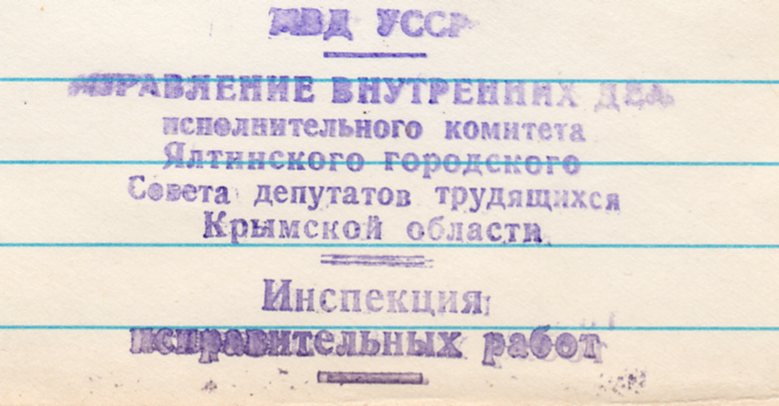 МВД УССР
УПРАВЛЕНИЕ ВНУТРЕННИХ ДЕЛ
исполнительного комитета
Ялтинского городского
Совета депутатов трудящихся
Крымской области
Инспекция
исправительных работ